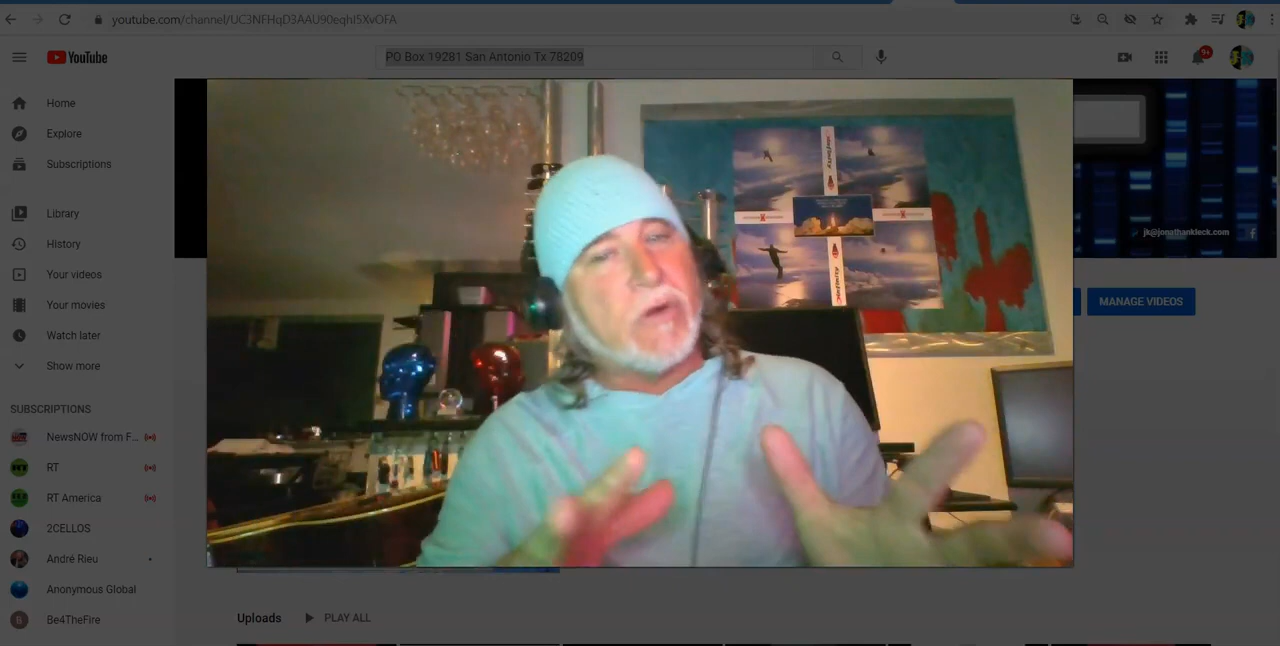 youtube.com/channel/UC3NFHqD3AAU90eqhI5XvOFA
YouTube
PO Box 19281 San Antonio Tx 78209
9+
Home
Explore
Subscriptions
Library
History
Your videos
Your movies
Watch later
Show more
SUBSCRIPTIONS
NewsNOW from F...
RT
RT America
2CELLOS
André Rieu
Anonymous Global
B Be4TheFire
jk@jonathankleck.com
MANAGE VIDEOS
Uploads
PLAY ALL